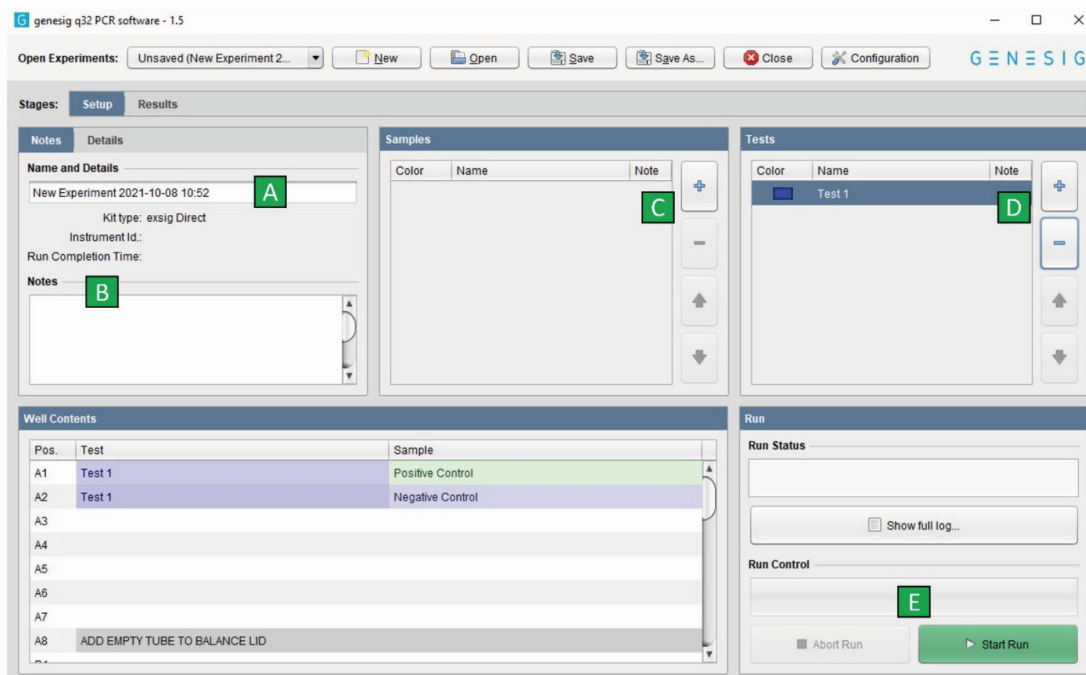 genesig q32 PCR software - 1.5
Open Experiments: Unsaved (New Experiment 2... New Open Save Save As... Close Configuration GENESIG
Stages: Setup Results
Notes Details
Name and Details
New Experiment 2021-10-08 10:52 A
Kit type: exsig Direct
Instrument Id.:
Run Completion Time:
Notes
B
Samples
Color Name Note
C
Tests
Color Name Note
Test 1 D
Well Contents
Pos. Test Sample
A1 Test 1 Positive Control
A2 Test 1 Negative Control
A3
A4
A5
A6
A7
A8 ADD EMPTY TUBE TO BALANCE LID
Run
Run Status
Show full log...
Run Control
E
Abort Run Start Run